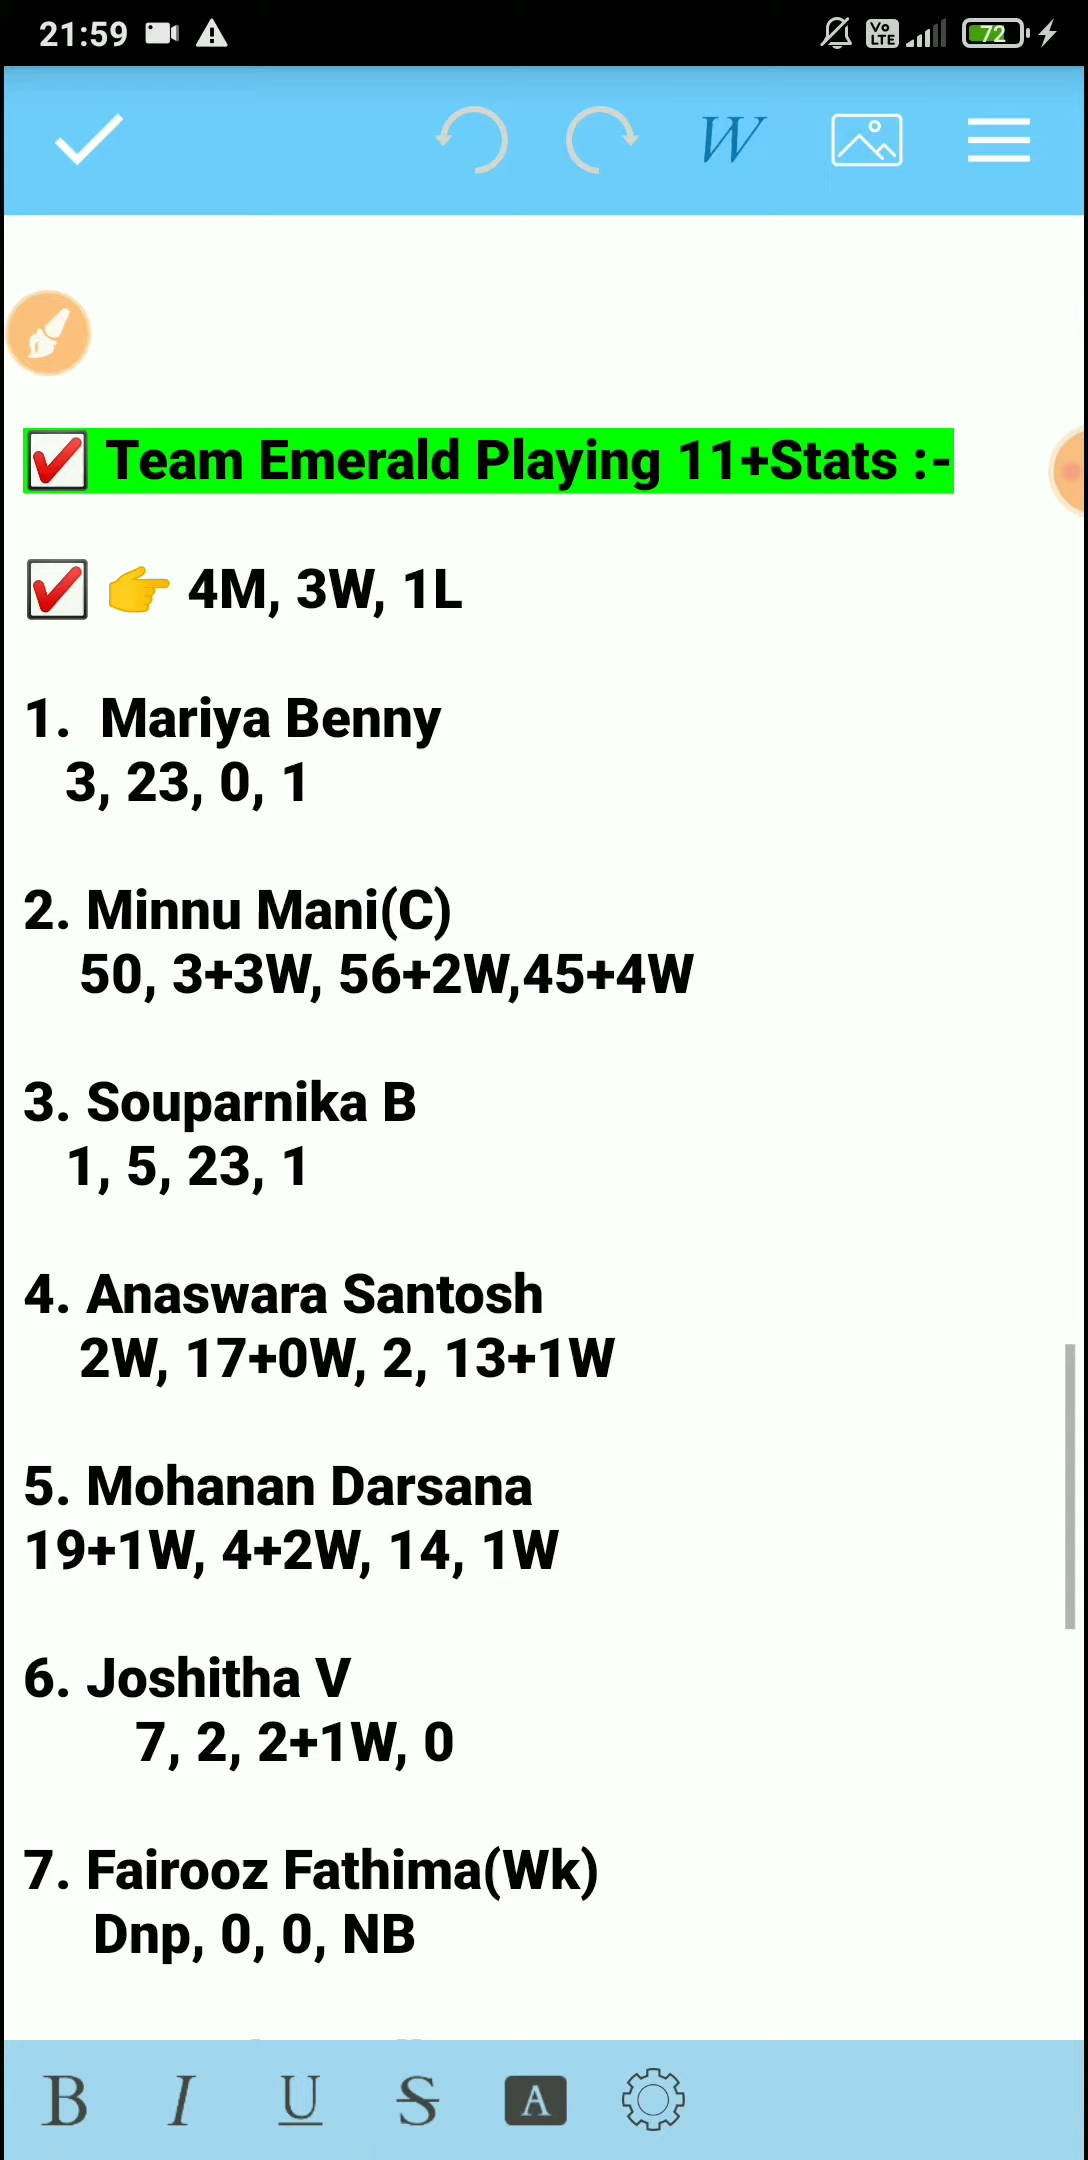 21:59
Vo LTE
72
W
Team Emerald Playing 11+Stats :-
4M, 3W, 1L
1. Mariya Benny
3, 23, 0, 1
2. Minnu Mani(C)
50, 3+3W, 56+2W,45+4W
3. Souparnika B
1, 5, 23, 1
4. Anaswara Santosh
2W, 17+0W, 2, 13+1W
5. Mohanan Darsana
19+1W, 4+2W, 14, 1W
6. Joshitha V
7, 2, 2+1W, 0
7. Fairooz Fathima(Wk)
Dnp, 0, 0, NB
B I U S A